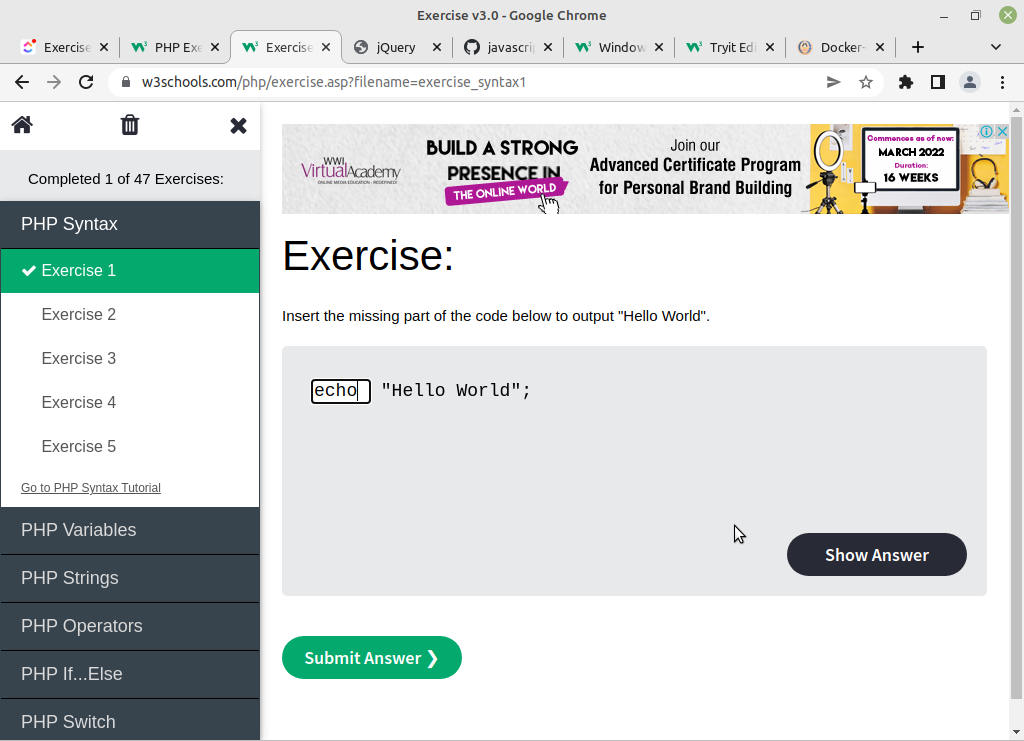 Exercise v3.0 - Google Chrome
Exercise
PHP Exe
Exercise
jQuery
javascrip
Window
Tryit Edi
Docker-
w3schools.com/php/exercise.asp?filename=exercise_syntax1
Completed 1 of 47 Exercises:
PHP Syntax
Exercise 1
Exercise 2
Exercise 3
Exercise 4
Exercise 5
Go to PHP Syntax Tutorial
PHP Variables
PHP Strings
PHP Operators
PHP If...Else
PHP Switch
WWI
VirtualAcademy
ONLINE MEDIA EDUCATION - REDEFINED!
BUILD A STRONG
PRESENCE IN
THE ONLINE WORLD
Join our
Advanced Certificate Program
for Personal Brand Building
Commences as of now:
MARCH 2022
Duration:
16 WEEKS
Exercise:
Insert the missing part of the code below to output "Hello World".
echo "Hello World";
Show Answer
Submit Answer ❯